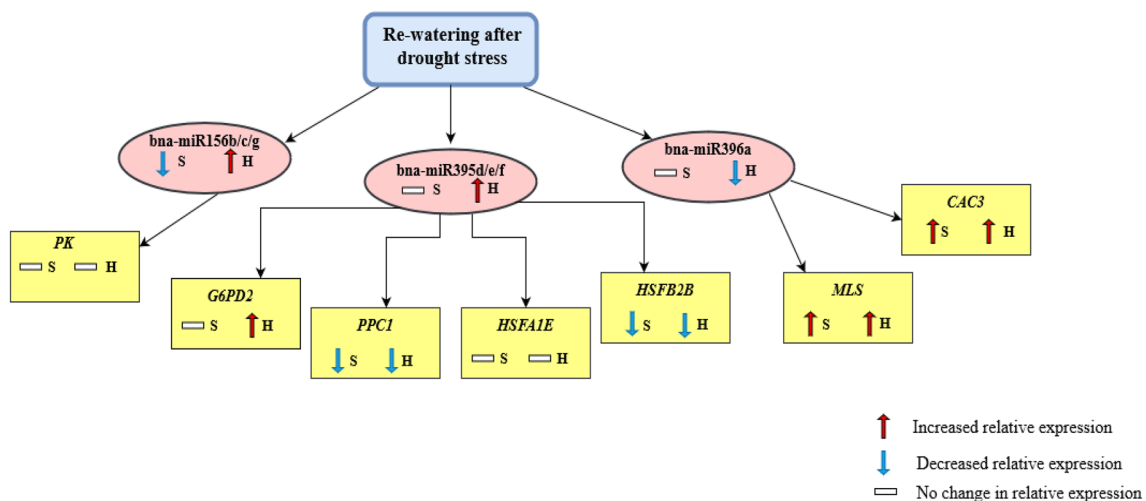 Re-watering after
drought stress
bna-miR156b/c/g
S H
bna-miR395d/e/f
S H
bna-miR396a
S H
PK
S H
G6PD2
S H
PPC1
S H
HSFA1E
S H
HSFB2B
S H
MLS
S H
CAC3
S H
Increased relative expression
Decreased relative expression
No change in relative expression